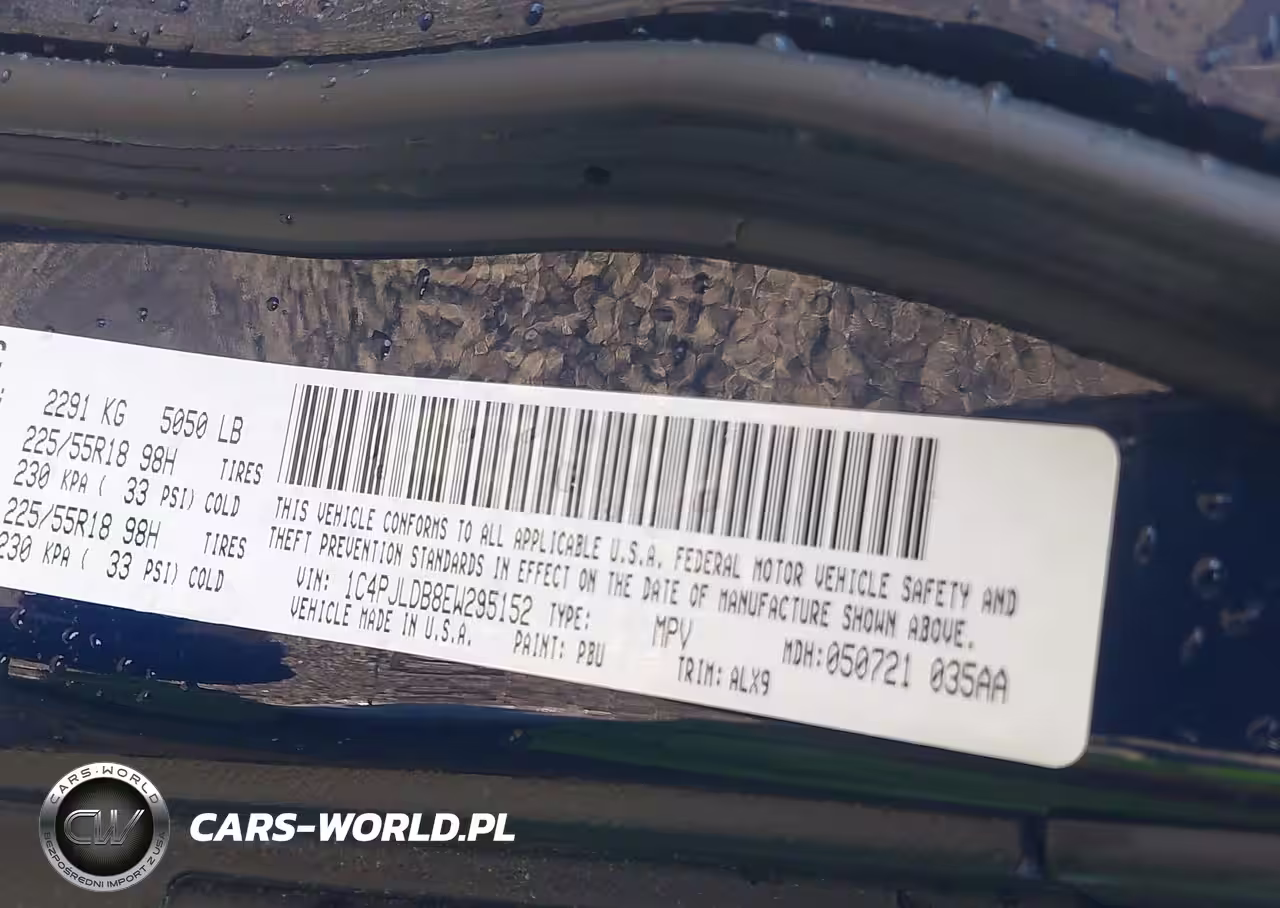 2291 KG 5050 LB
225/55R18 98H TIRES
230 KPA ( 33 PSI) COLD
225/55R18 98H TIRES
230 KPA ( 33 PSI) COLD
THIS VEHICLE CONFORMS TO ALL APPLICABLE U.S.A. FEDERAL MOTOR VEHICLE SAFETY AND
THEFT PREVENTION STANDARDS IN EFFECT ON THE DATE OF MANUFACTURE SHOWN ABOVE.
VIN: 1C4PJLDB8EW295152 TYPE: MPV MDH:050721 035AA
VEHICLE MADE IN U.S.A. PAINT: PBU TRIM: ALX9
CARS-WORLD
CW
BEZPOŚREDNI IMPORT Z USA
CARS-WORLD.PL